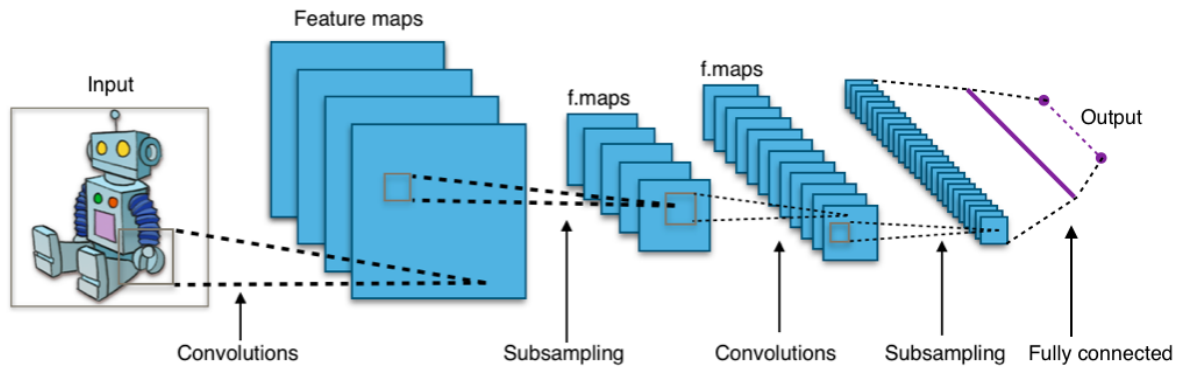 Feature maps
Input
f.maps
f.maps
Output
Convolutions
Subsampling
Convolutions
Subsampling
Fully connected